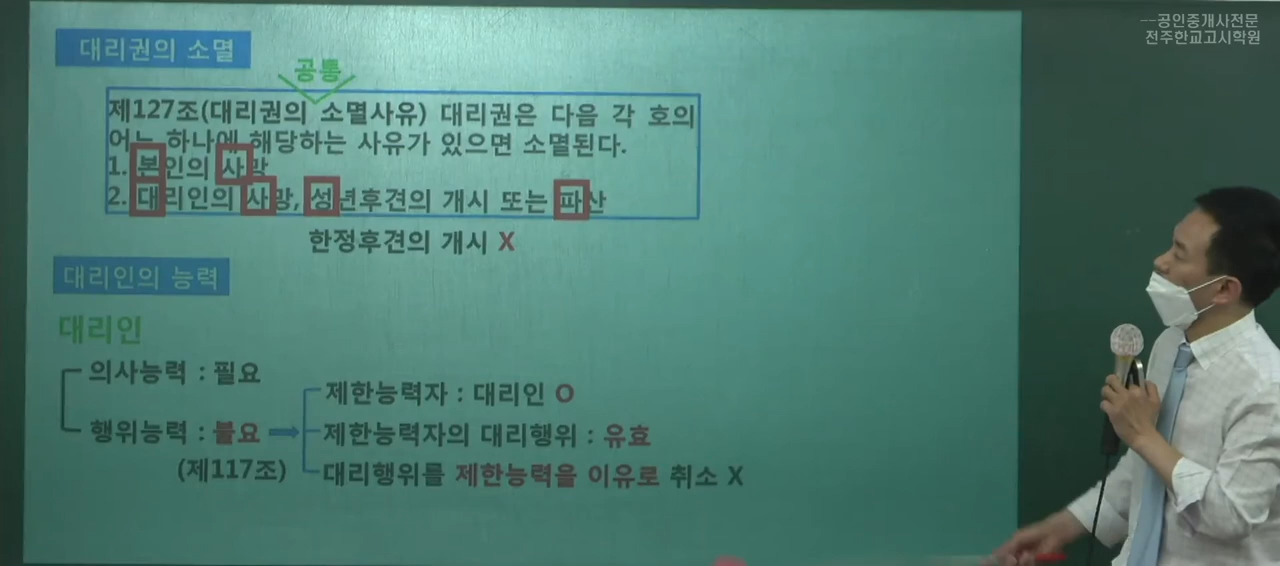 --공인중개사전문
전주한교고시학원
대리권의 소멸
공통
제127조(대리권의 소멸사유) 대리권은 다음 각 호의
어느 하나에 해당하는 사유가 있으면 소멸된다.
1. 본인의 사망
2. 대리인의 사망, 성년후견의 개시 또는 파산
한정후견의 개시 X
대리인의 능력
대리인
의사능력 : 필요
행위능력 : 불요
(제117조)
제한능력자 : 대리인 O
제한능력자의 대리행위 : 유효
대리행위를 제한능력을 이유로 취소 X